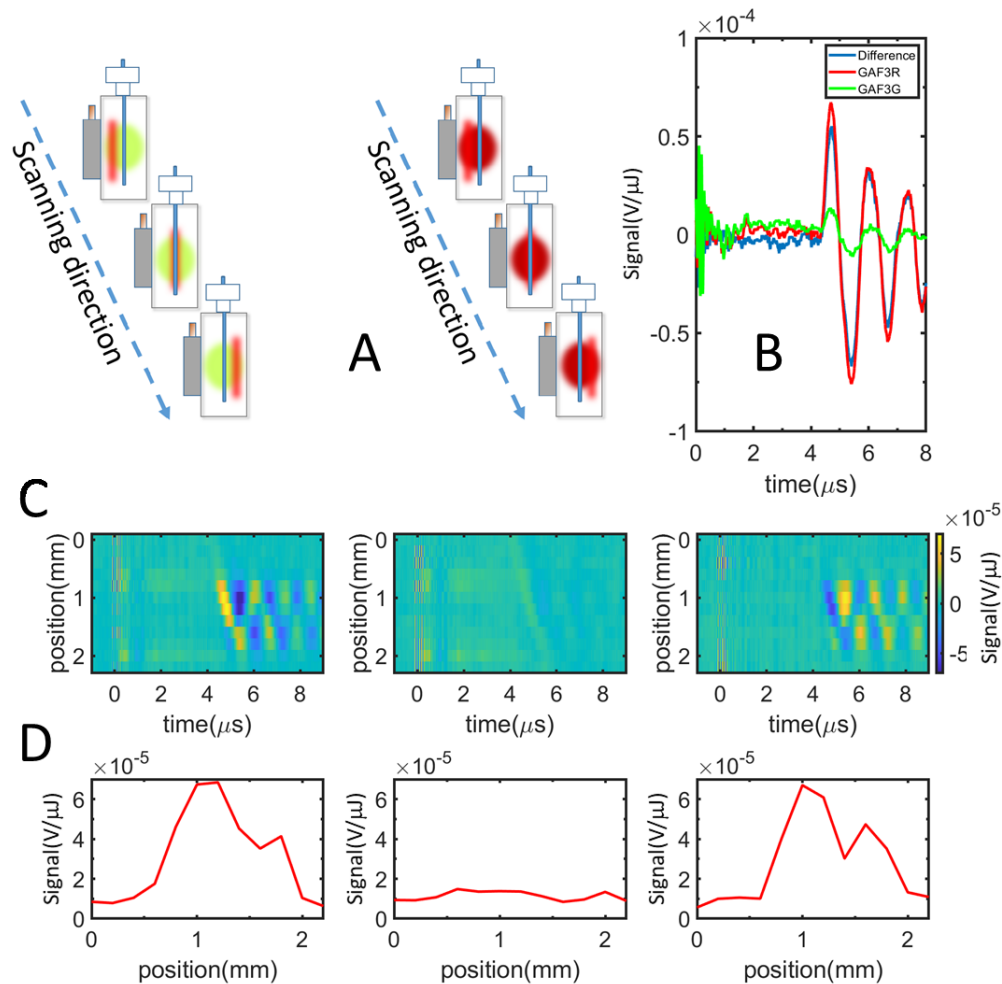 Scanning direction
Scanning direction
A
×10⁻⁴
1
0.5
0
-0.5
-1
Signal(V/μJ)
Difference
GAF3R
GAF3G
B
0 2 4 6 8
time(μs)
C
position(mm)
0
1
2
0 2 4 6 8
time(μs)
position(mm)
0
1
2
0 2 4 6 8
time(μs)
position(mm)
0
1
2
0 2 4 6 8
time(μs)
×10⁻⁵
5
0
-5
Signal(V/μJ)
D
×10⁻⁵
Signal(V/μJ)
6
4
2
0
0 1 2
position(mm)
×10⁻⁵
Signal(V/μJ)
6
4
2
0
0 1 2
position(mm)
×10⁻⁵
Signal(V/μJ)
6
4
2
0
0 1 2
position(mm)